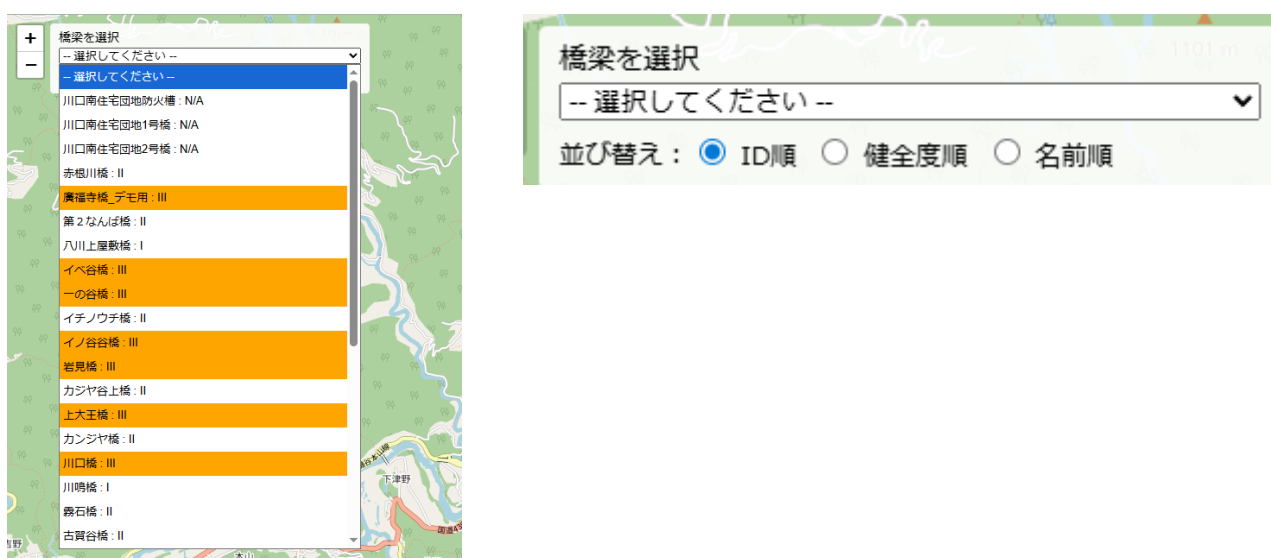 +
−
橋梁を選択
-- 選択してください --
-- 選択してください --
川口南住宅団地防火槽 : N/A
川口南住宅団地1号橋 : N/A
川口南住宅団地2号橋 : N/A
赤根川橋 : II
廣福寺橋_デモ用 : III
第２なんば橋 : II
八川上屋敷橋 : I
イベ谷橋 : III
一の谷橋 : III
イチノウチ橋 : II
イノ谷谷橋 : III
岩見橋 : III
カジヤ谷上橋 : II
上大王橋 : III
カンジヤ橋 : II
川口橋 : III
川鳴橋 : I
霧石橋 : II
古賀谷橋 : II
下津野
本山
橋梁を選択
-- 選択してください --
並び替え： ID順 健全度順 名前順
1101 m